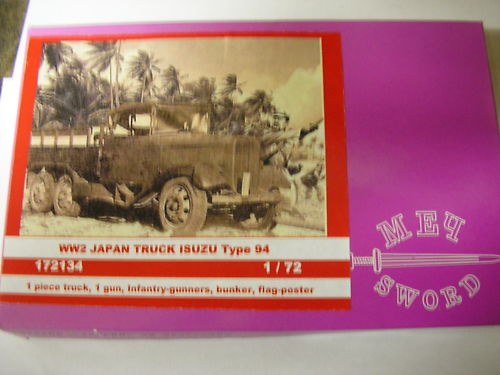 WW2 JAPAN TRUCK ISUZU Type 94
172134 1 / 72
1 piece truck, 1 gun, infantry-gunners, bunker, flag-poster
МЕЧ
SWORD